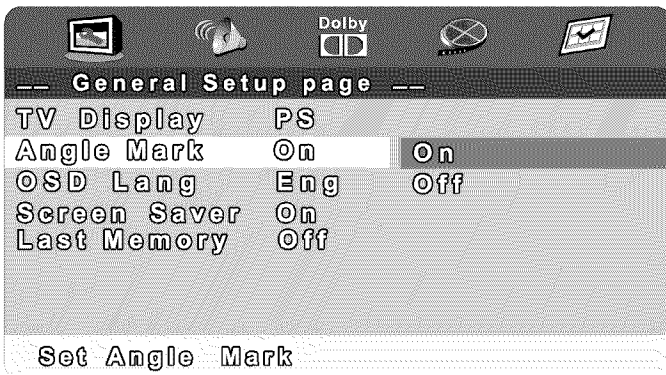 Dolby
-- General Setup page --
TV Display PS
Angle Mark On On
OSD Lang Eng Off
Screen Saver On
Last Memory Off
Set Angle Mark